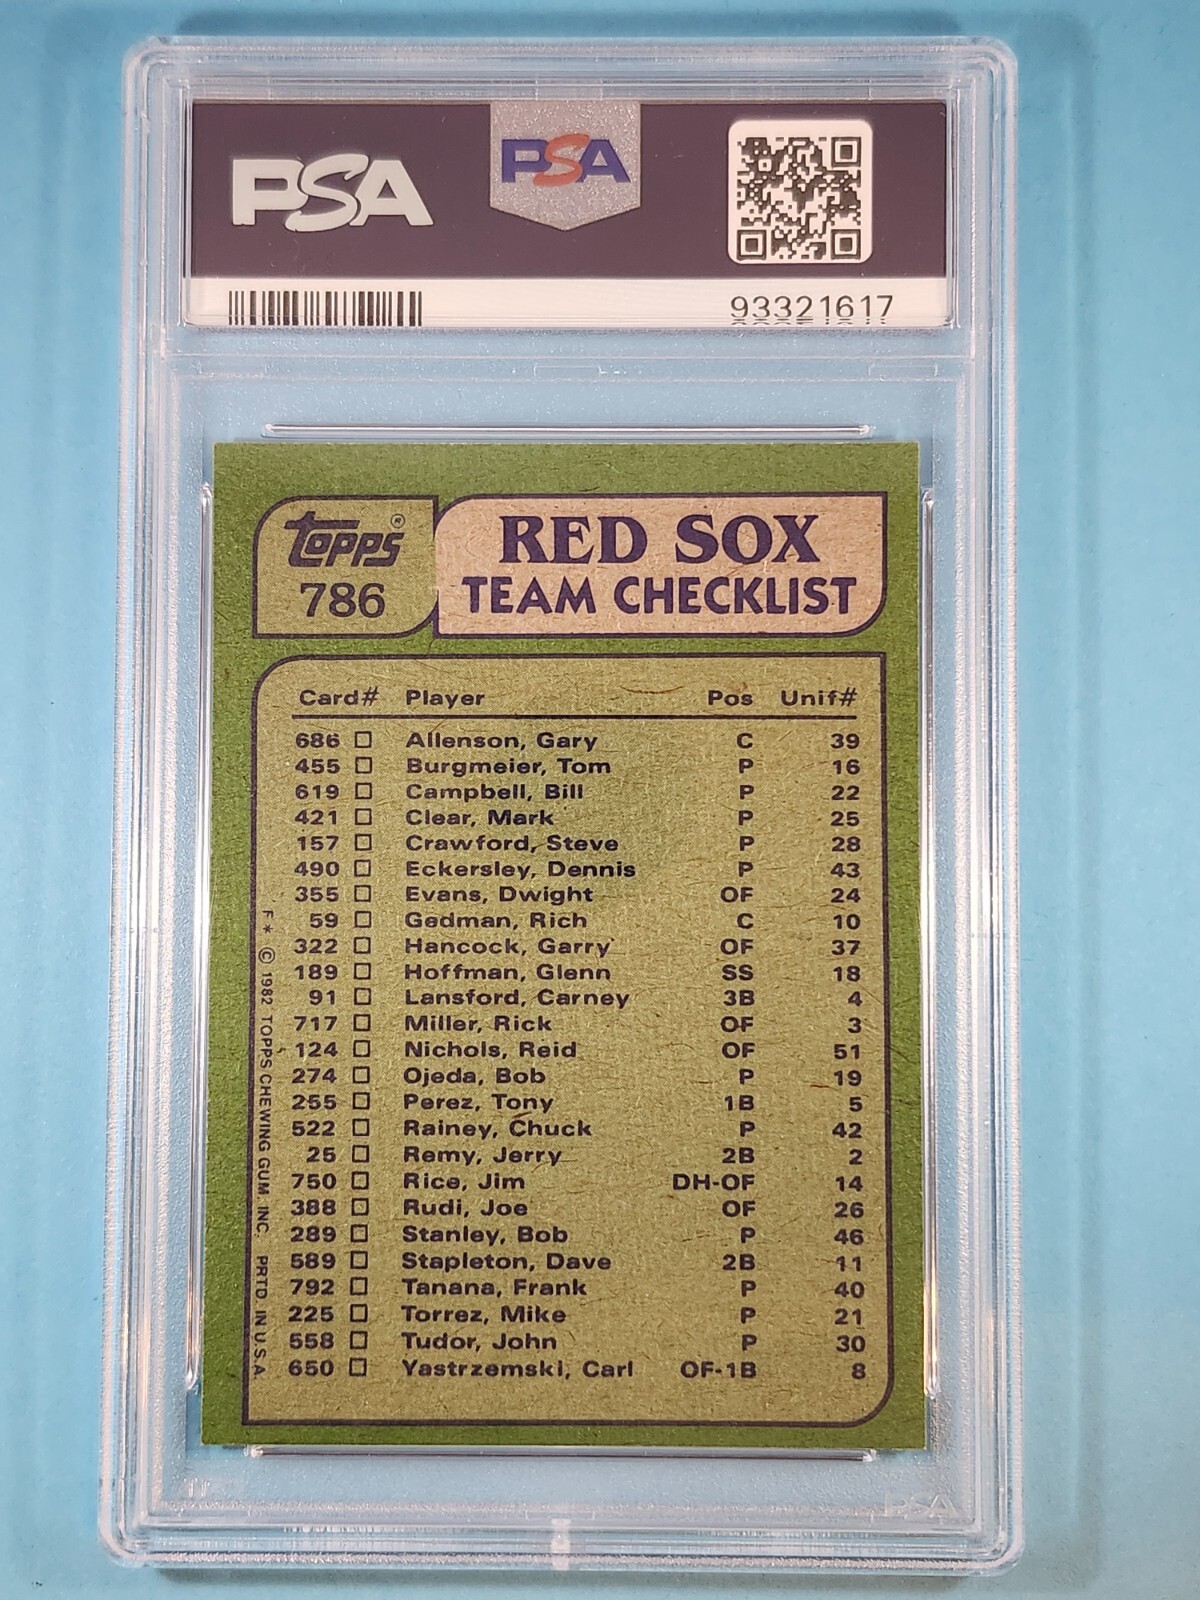 PSA
PSA
93321617
topps®
786
RED SOX
TEAM CHECKLIST
Card# Player Pos Unif#
686 □ Allenson, Gary C 39
455 □ Burgmeier, Tom P 16
619 □ Campbell, Bill P 22
421 □ Clear, Mark P 25
157 □ Crawford, Steve P 28
490 □ Eckersley, Dennis P 43
355 □ Evans, Dwight OF 24
59 □ Gedman, Rich C 10
322 □ Hancock, Garry OF 37
189 □ Hoffman, Glenn SS 18
91 □ Lansford, Carney 3B 4
717 □ Miller, Rick OF 3
124 □ Nichols, Reid OF 51
274 □ Ojeda, Bob P 19
255 □ Perez, Tony 1B 5
522 □ Rainey, Chuck P 42
25 □ Remy, Jerry 2B 2
750 □ Rice, Jim DH-OF 14
388 □ Rudi, Joe OF 26
289 □ Stanley, Bob P 46
589 □ Stapleton, Dave 2B 11
792 □ Tanana, Frank P 40
225 □ Torrez, Mike P 21
558 □ Tudor, John P 30
650 □ Yastrzemski, Carl OF-1B 8
F* © 1982 TOPPS CHEWING GUM, INC. PRTD. IN U.S.A.
PSA